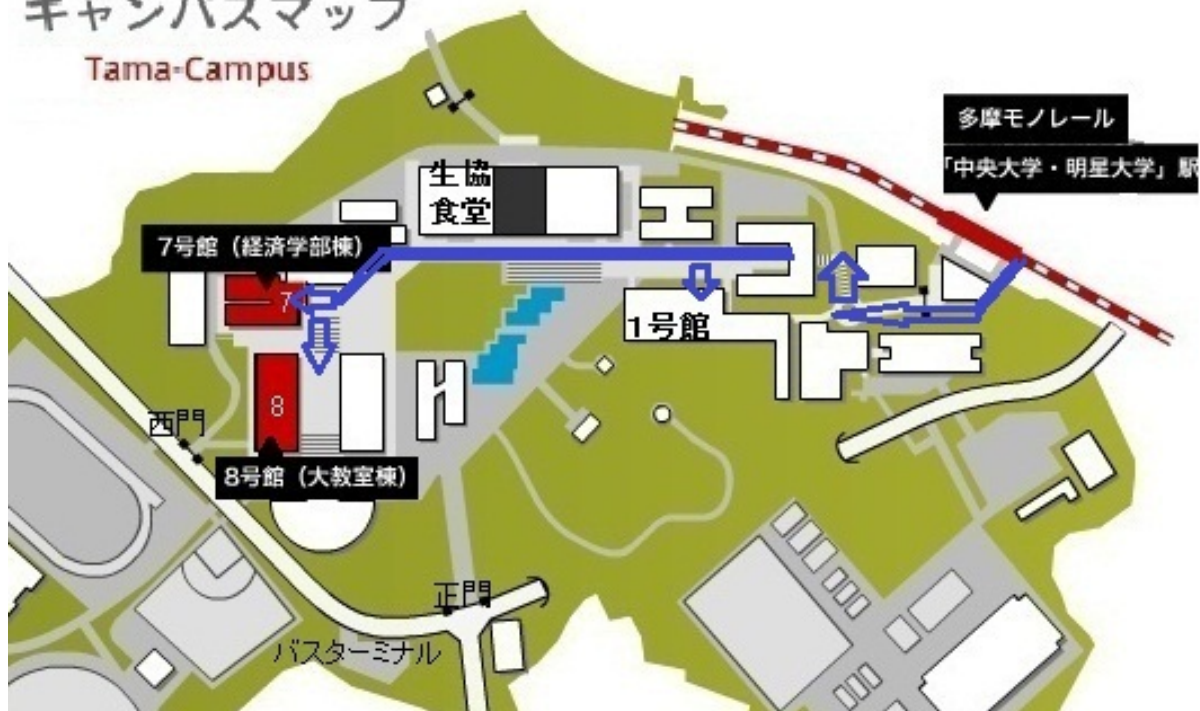 キャンパスマップ
Tama-Campus
多摩モノレール
「中央大学・明星大学」駅
生協
食堂
7号館（経済学部棟）
7
1号館
8
西門
8号館（大教室棟）
正門
バスターミナル